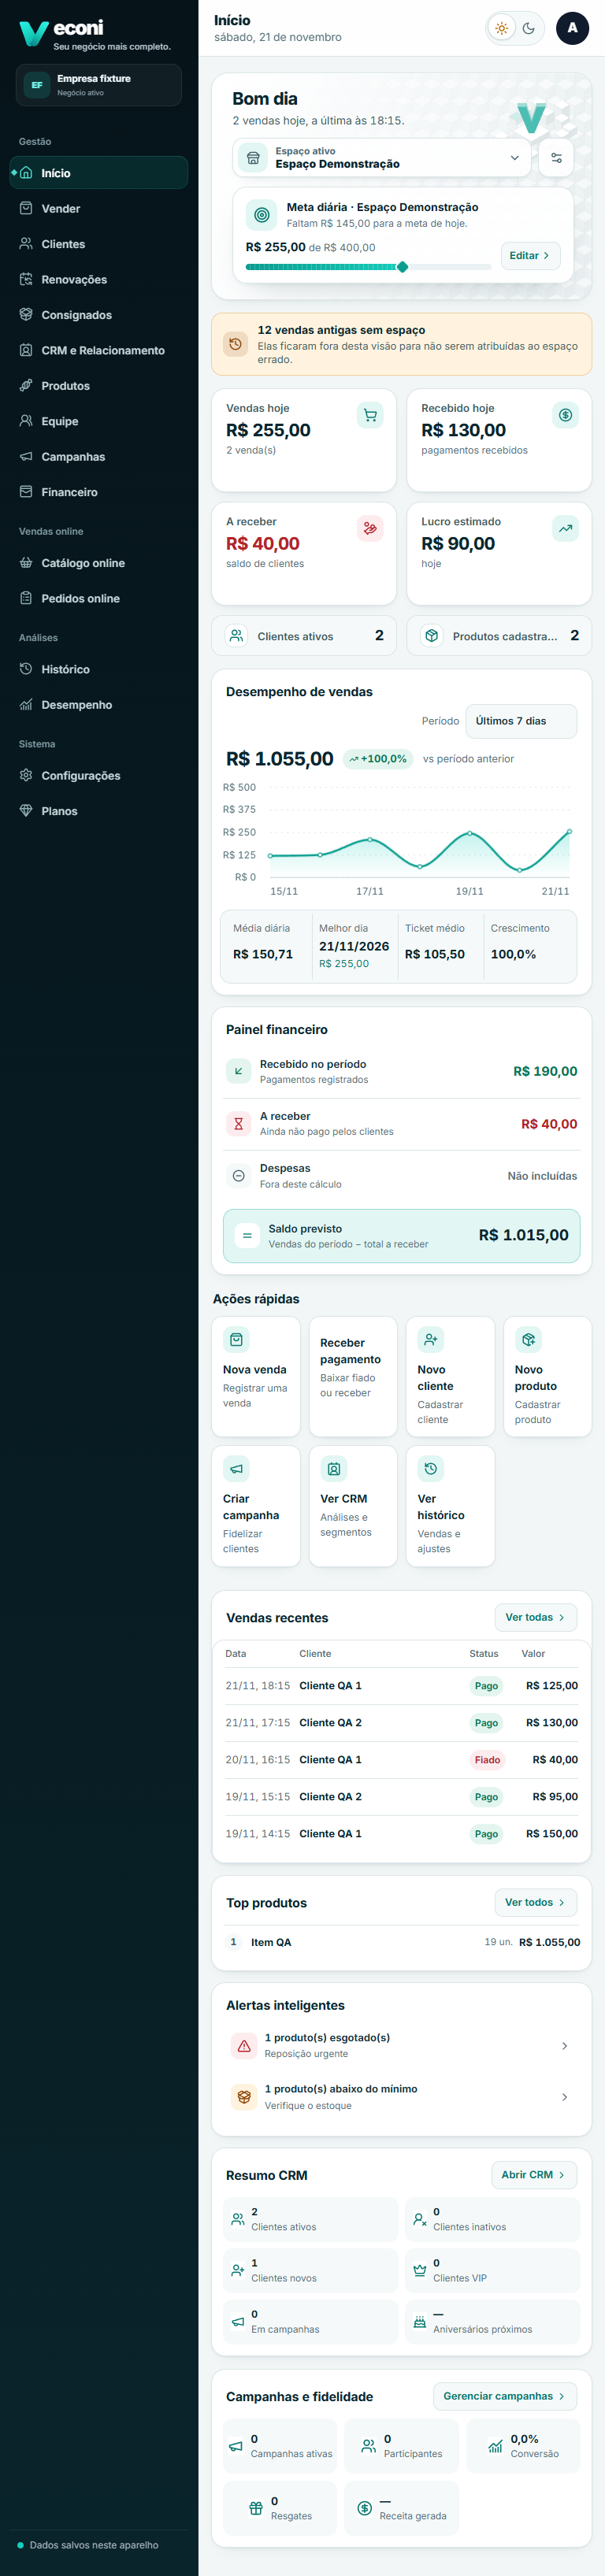 Veconi
Seu negócio mais completo.
EF
Empresa fixture
Negócio ativo
Gestão
Início
Vender
Clientes
Renovações
Consignados
CRM e Relacionamento
Produtos
Equipe
Campanhas
Financeiro
Vendas online
Catálogo online
Pedidos online
Análises
Histórico
Desempenho
Sistema
Configurações
Planos
Dados salvos neste aparelho
Início
sábado, 21 de novembro
A
Bom dia
2 vendas hoje, a última às 18:15.
Espaço ativo
Espaço Demonstração
Meta diária · Espaço Demonstração
Faltam R$ 145,00 para a meta de hoje.
R$ 255,00 de R$ 400,00
Editar
12 vendas antigas sem espaço
Elas ficaram fora desta visão para não serem atribuídas ao espaço
errado.
Vendas hoje
R$ 255,00
2 venda(s)
Recebido hoje
R$ 130,00
pagamentos recebidos
A receber
R$ 40,00
saldo de clientes
Lucro estimado
R$ 90,00
hoje
Clientes ativos 2
Produtos cadastra... 2
Desempenho de vendas
Período Últimos 7 dias
R$ 1.055,00 +100,0% vs período anterior
R$ 500
R$ 375
R$ 250
R$ 125
R$ 0
15/11 17/11 19/11 21/11
Média diária
R$ 150,71
Melhor dia
21/11/2026
R$ 255,00
Ticket médio
R$ 105,50
Crescimento
100,0%
Painel financeiro
Recebido no período
Pagamentos registrados
R$ 190,00
A receber
Ainda não pago pelos clientes
R$ 40,00
Despesas
Fora deste cálculo
Não incluídas
Saldo previsto
Vendas do período − total a receber
R$ 1.015,00
Ações rápidas
Nova venda
Registrar uma
venda
Receber
pagamento
Baixar fiado
ou receber
Novo
cliente
Cadastrar
cliente
Novo
produto
Cadastrar
produto
Criar
campanha
Fidelizar
clientes
Ver CRM
Análises e
segmentos
Ver
histórico
Vendas e
ajustes
Vendas recentes
Ver todas
Data Cliente Status Valor
21/11, 18:15 Cliente QA 1 Pago R$ 125,00
21/11, 17:15 Cliente QA 2 Pago R$ 130,00
20/11, 16:15 Cliente QA 1 Fiado R$ 40,00
19/11, 15:15 Cliente QA 2 Pago R$ 95,00
19/11, 14:15 Cliente QA 1 Pago R$ 150,00
Top produtos
Ver todos
1 Item QA 19 un. R$ 1.055,00
Alertas inteligentes
1 produto(s) esgotado(s)
Reposição urgente
1 produto(s) abaixo do mínimo
Verifique o estoque
Resumo CRM
Abrir CRM
2
Clientes ativos
0
Clientes inativos
1
Clientes novos
0
Clientes VIP
0
Em campanhas
—
Aniversários próximos
Campanhas e fidelidade
Gerenciar campanhas
0
Campanhas ativas
0
Participantes
0,0%
Conversão
0
Resgates
—
Receita gerada